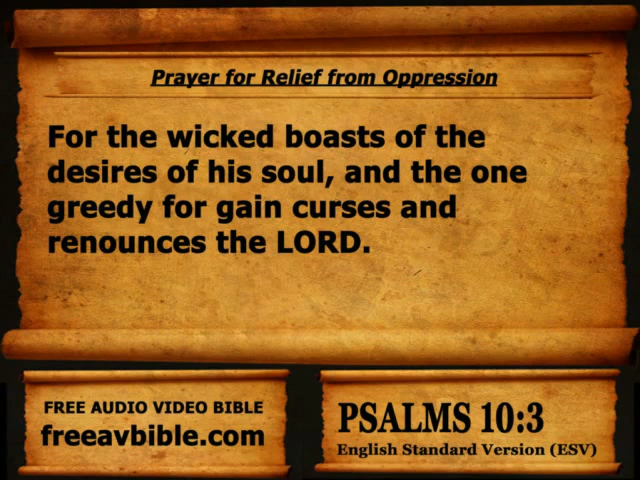 Prayer for Relief from Oppression
For the wicked boasts of the
desires of his soul, and the one
greedy for gain curses and
renounces the LORD.
FREE AUDIO VIDEO BIBLE
freeavbible.com
PSALMS 10:3
English Standard Version (ESV)